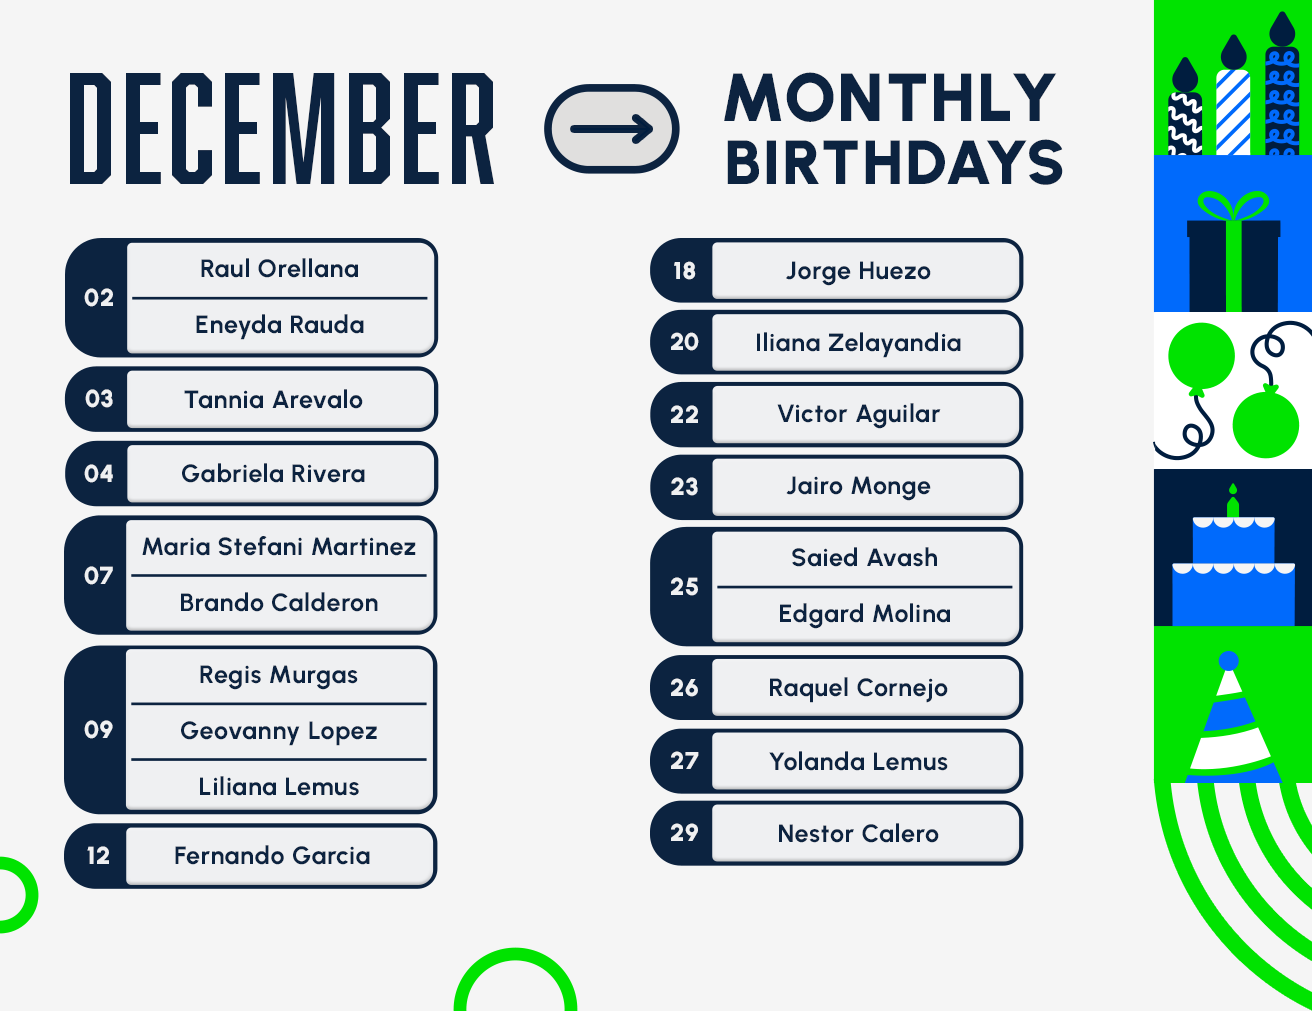 DECEMBER
MONTHLY
BIRTHDAYS
02
Raul Orellana
Eneyda Rauda
03
Tannia Arevalo
04
Gabriela Rivera
07
Maria Stefani Martinez
Brando Calderon
09
Regis Murgas
Geovanny Lopez
Liliana Lemus
12
Fernando Garcia
18
Jorge Huezo
20
Iliana Zelayandia
22
Victor Aguilar
23
Jairo Monge
25
Saied Avash
Edgard Molina
26
Raquel Cornejo
27
Yolanda Lemus
29
Nestor Calero